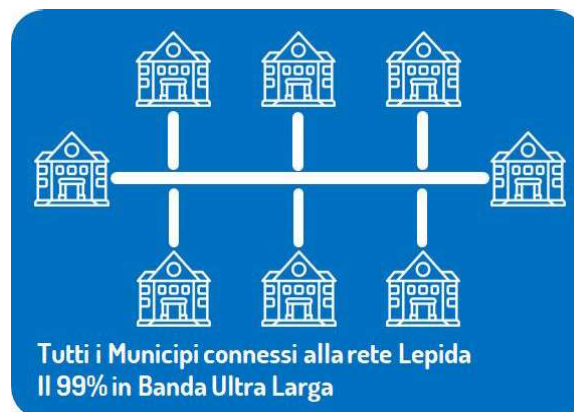 Tutti i Municipi connessi alla rete Lepida
Il 99% in Banda Ultra Larga